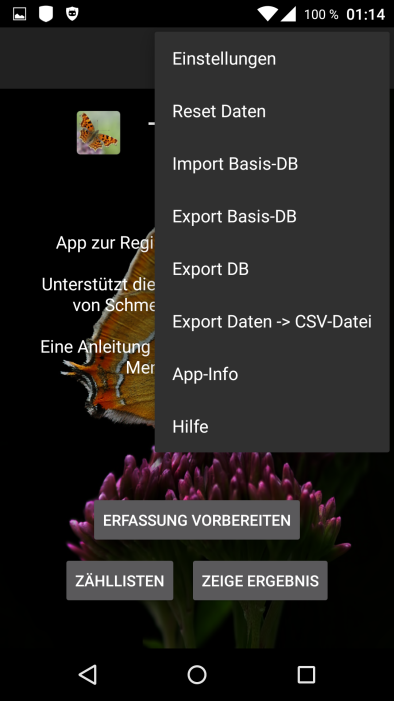 100 % 01:14
Einstellungen
Reset Daten
Import Basis-DB
Export Basis-DB
Export DB
Export Daten -> CSV-Datei
App-Info
Hilfe
App zur Regi
Unterstützt die
von Schme
Eine Anleitung
Mer
ERFASSUNG VORBEREITEN
ZÄHLLISTEN ZEIGE ERGEBNIS